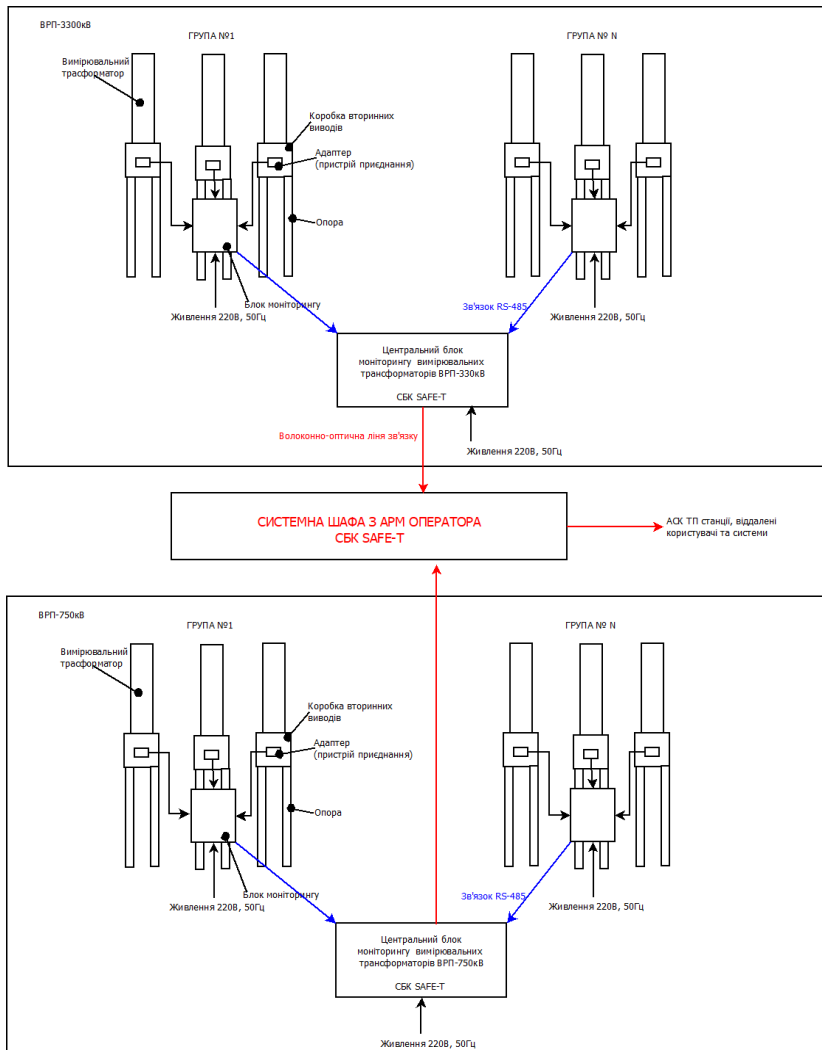 ВРП-3300кВ
ГРУПА №1
ГРУПА № N
Вимірювальний
трасформатор
Коробка вторинних
виводів
Адаптер
(пристрій приєднання)
Опора
Блок моніторингу
Живлення 220В, 50Гц
Зв'язок RS-485
Живлення 220В, 50Гц
Центральний блок
моніторингу вимірювальних
трансформаторів ВРП-330кВ
СБК SAFE-T
Волоконно-оптична ліня зв'язку
Живлення 220В, 50Гц
СИСТЕМНА ШАФА З АРМ ОПЕРАТОРА
СБК SAFE-T
АСК ТП станції, віддалені
користувачі та системи
ВРП-750кВ
ГРУПА №1
ГРУПА № N
Вимірювальний
трасформатор
Коробка вторинних
виводів
Адаптер
(пристрій приєднання)
Опора
Блок моніторингу
Живлення 220В, 50Гц
Зв'язок RS-485
Живлення 220В, 50Гц
Центральний блок
моніторингу вимірювальних
трансформаторів ВРП-750кВ
СБК SAFE-T
Живлення 220В, 50Гц